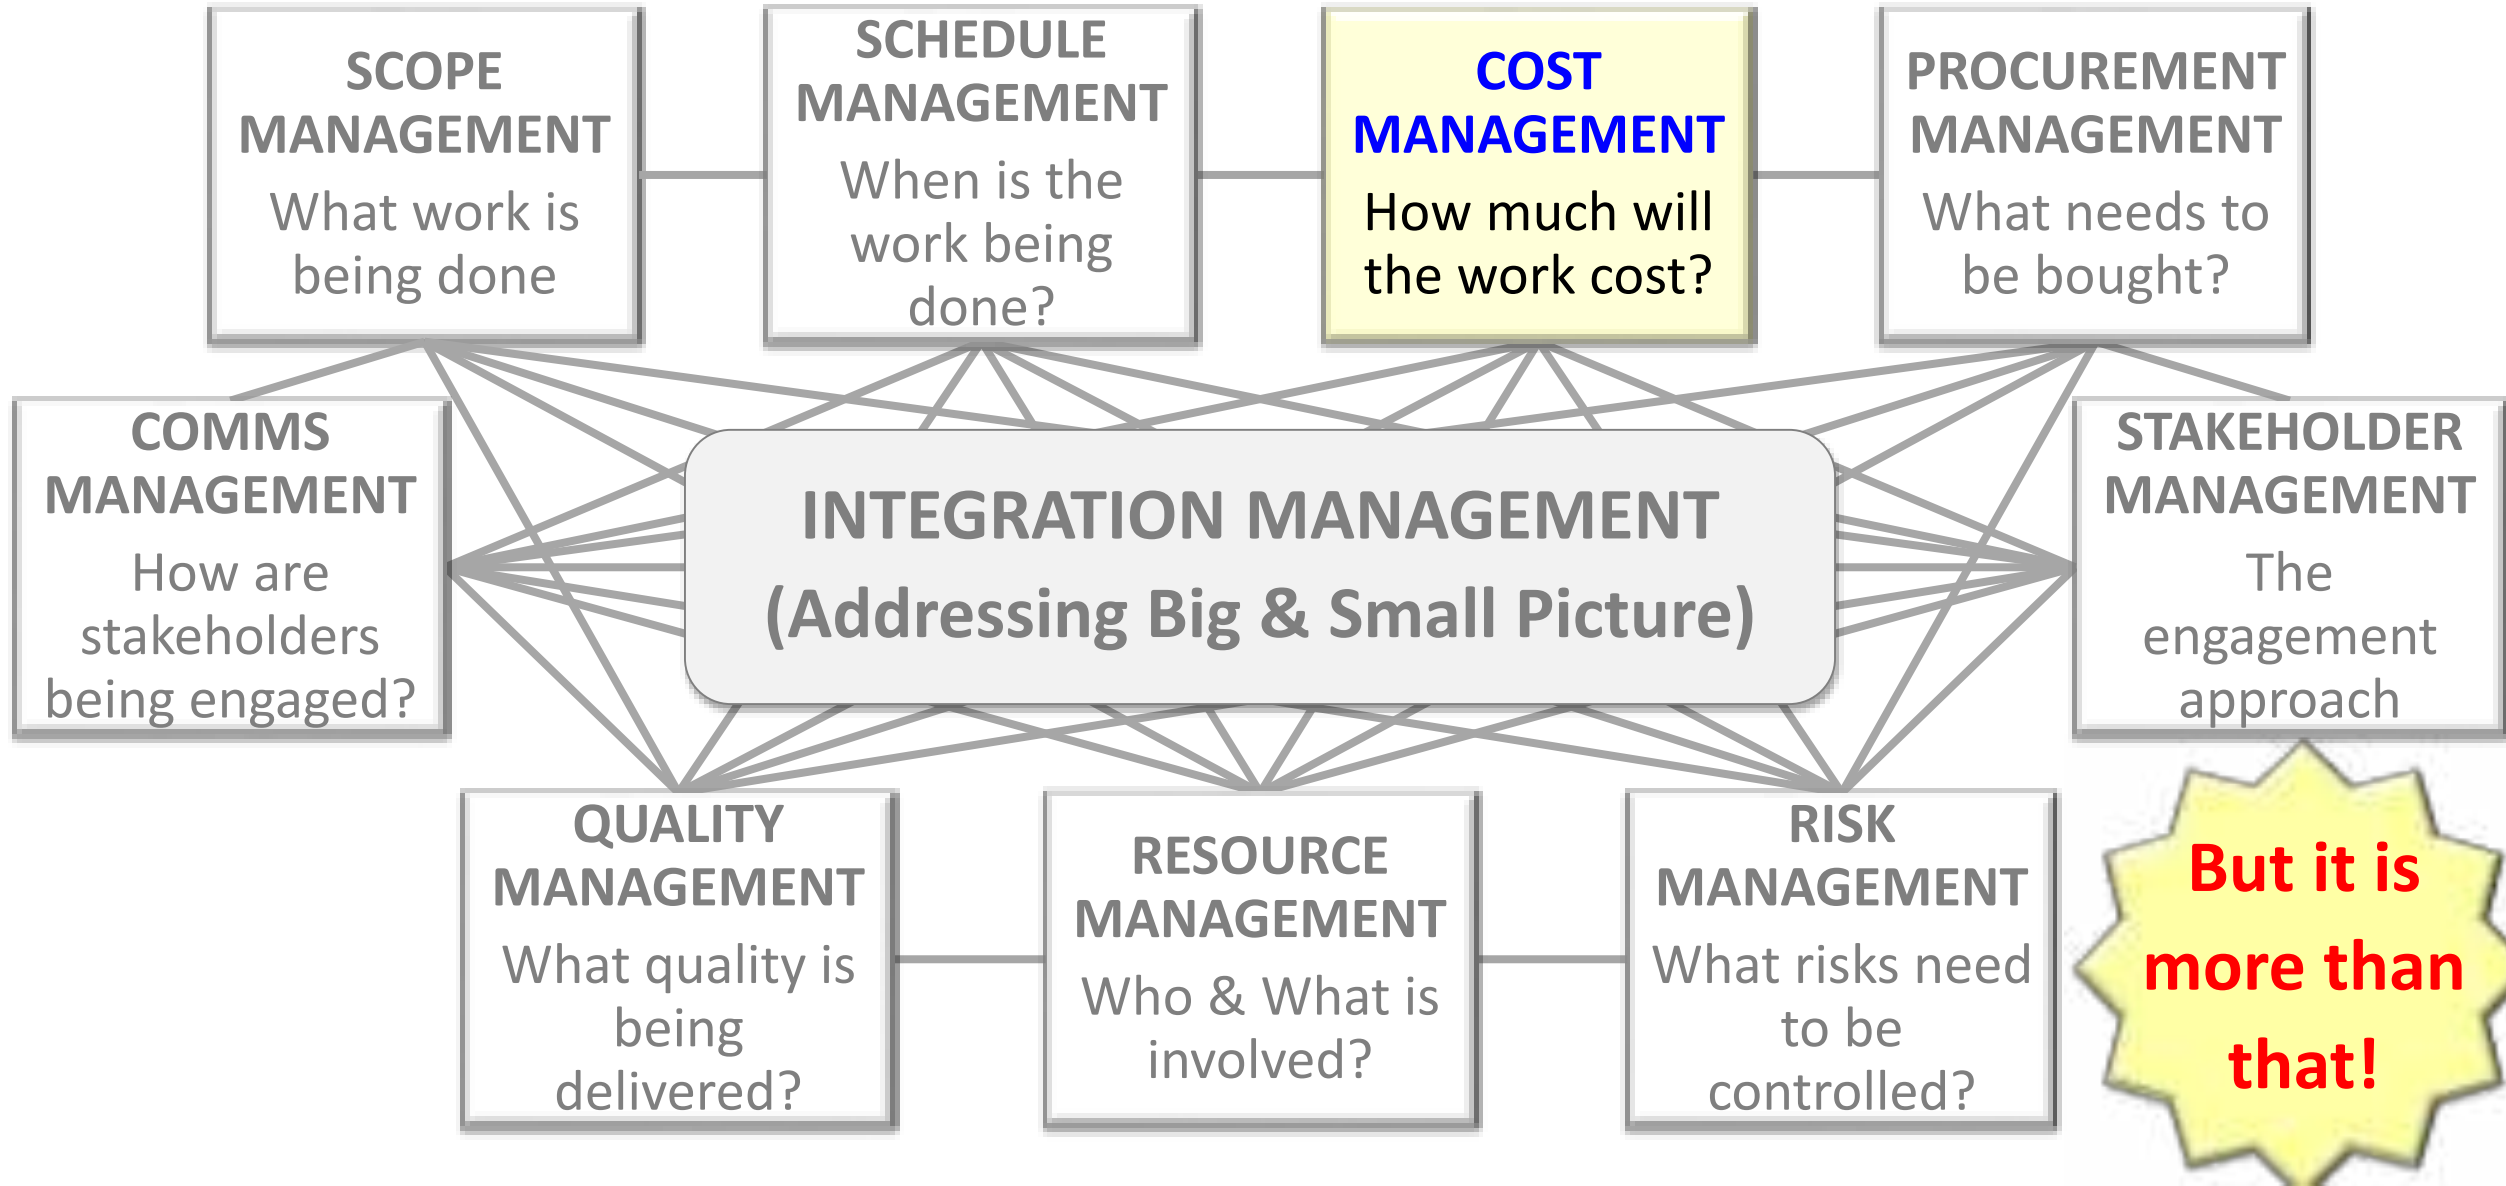 SCOPE
MANAGEMENT
What work is
being done
SCHEDULE
MANAGEMENT
When is the
work being
done?
COST
MANAGEMENT
How much will
the work cost?
PROCUREMENT
MANAGEMENT
What needs to
be bought?
COMMS
MANAGEMENT
How are
stakeholders
being engaged?
INTEGRATION MANAGEMENT
(Addressing Big & Small Picture)
STAKEHOLDER
MANAGEMENT
The
engagement
approach
QUALITY
MANAGEMENT
What quality is
being
delivered?
RESOURCE
MANAGEMENT
Who & What is
involved?
RISK
MANAGEMENT
What risks need
to be
controlled?
But it is
more than
that!